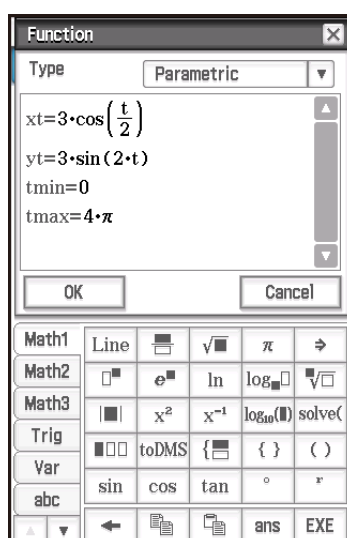 Function
Type Parametric ▼
xt=3·cos(t/2)
yt=3·sin(2·t)
tmin=0
tmax=4·π
OK Cancel
Math1 Line √■ π ⇒
Math2 □■ e■ ln log■□ ■√□
Math3 |■| x² x⁻¹ log₁₀(■) solve(
Trig ■□□ toDMS { } ( )
Var sin cos tan ° r
abc
▲ ▼ ← ans EXE